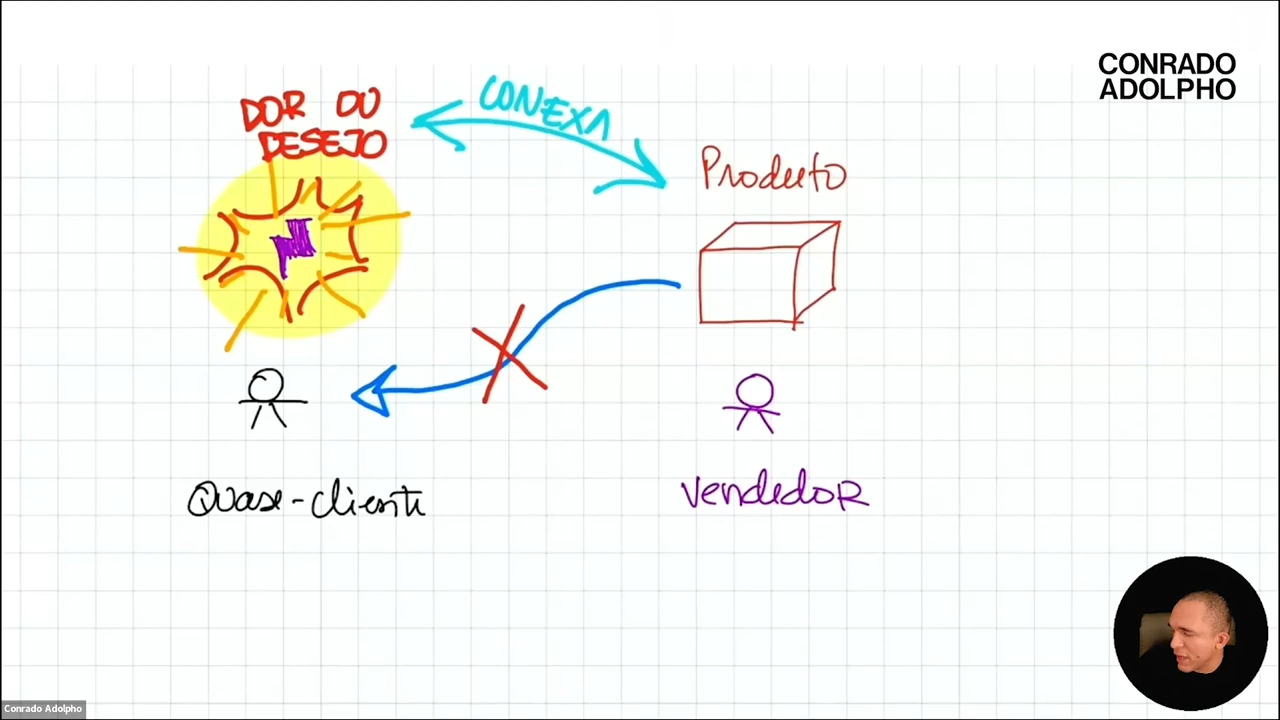 CONRADO
ADOLPHO
DOR OU
DESEJO
CONEXA
Produto
Quase-cliente
vendedoR
Conrado Adolpho